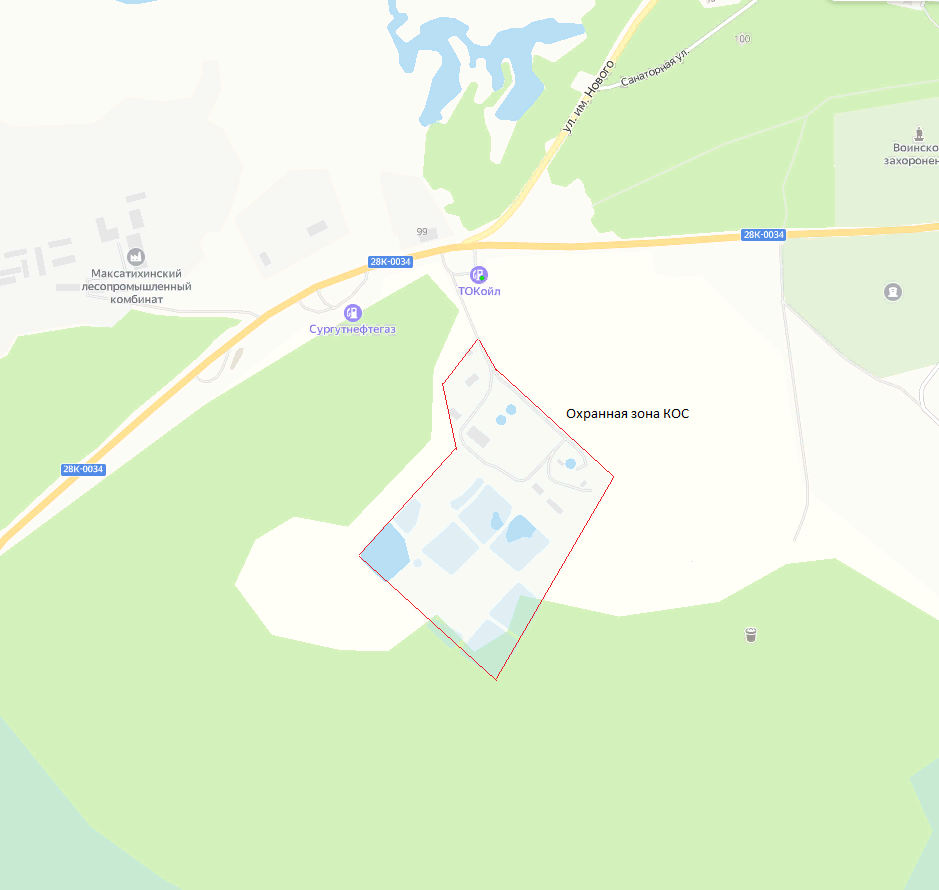 100
Санаторная ул.
ул. им. Нового
Воинско
захоронен
99
28К-0034
28К-0034
Максатихинский
лесопромышленный
комбинат
ТОКойл
Сургутнефтегаз
Охранная зона КОС
28К-0034